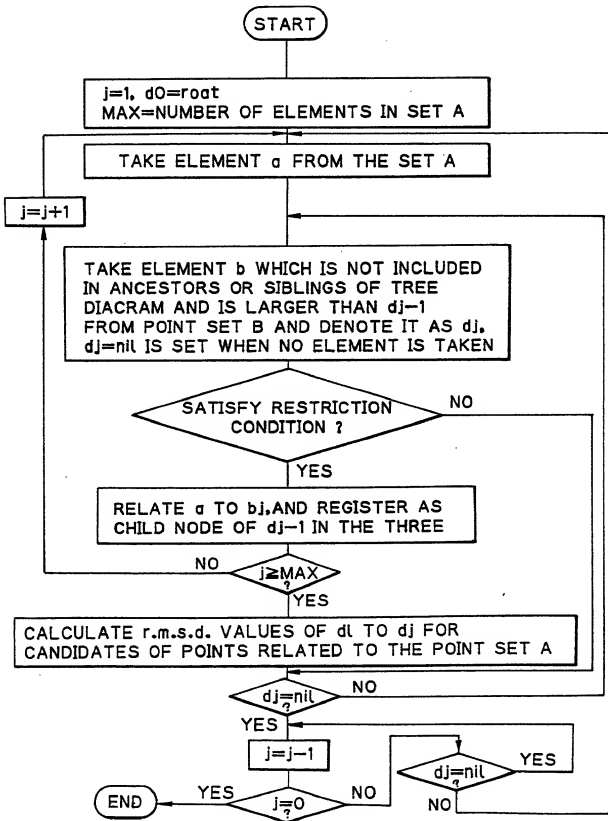 START
j=1, d0=root
MAX=NUMBER OF ELEMENTS IN SET A
TAKE ELEMENT a FROM THE SET A
j=j+1
TAKE ELEMENT b WHICH IS NOT INCLUDED
IN ANCESTORS OR SIBLINGS OF TREE
DIACRAM AND IS LARGER THAN dj−1
FROM POINT SET B AND DENOTE IT AS dj,
dj=nil IS SET WHEN NO ELEMENT IS TAKEN
SATISFY RESTRICTION
CONDITION ?
NO
YES
RELATE a TO bj,AND REGISTER AS
CHILD NODE OF dj−1 IN THE THREE
NO
j≧MAX
?
YES
CALCULATE r.m.s.d. VALUES OF dl TO dj FOR
CANDIDATES OF POINTS RELATED TO THE POINT SET A
dj=nil
?
NO
YES
j=j−1
dj=nil
?
YES
NO
j=0
?
YES
NO
END